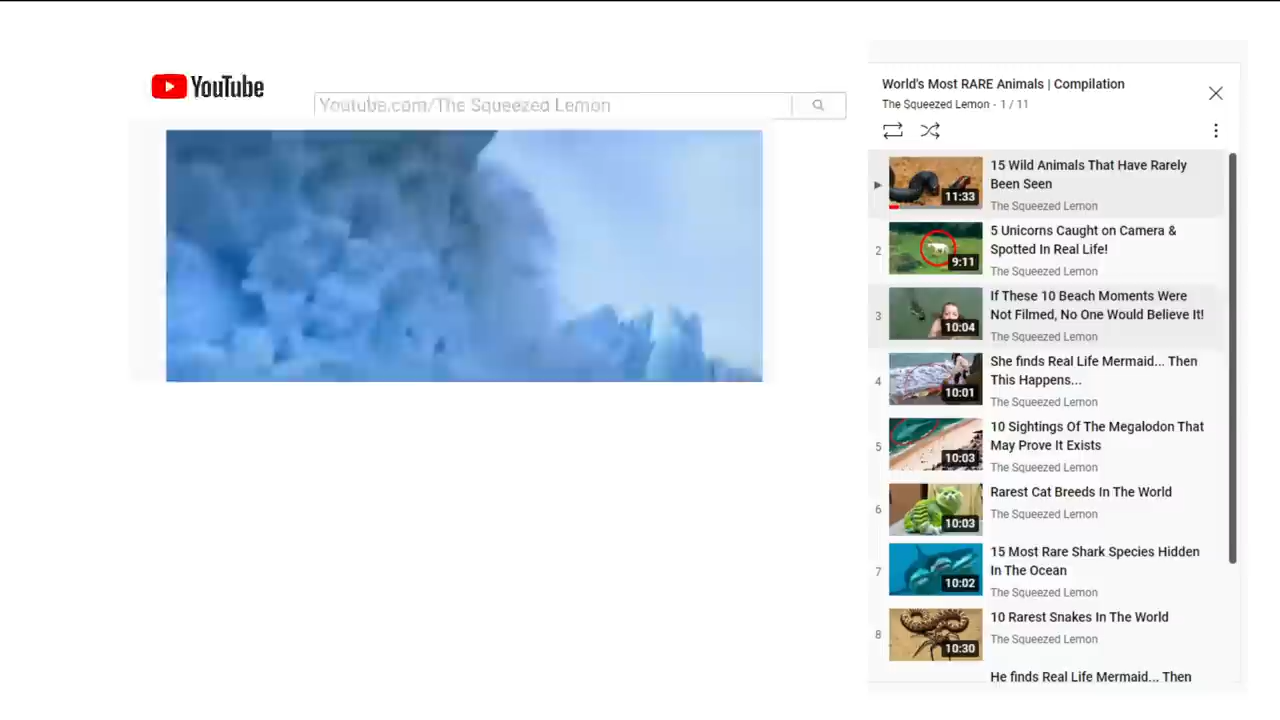 YouTube
Youtube.com/The Squeezed Lemon
World's Most RARE Animals | Compilation
The Squeezed Lemon - 1 / 11
15 Wild Animals That Have Rarely
Been Seen
The Squeezed Lemon
11:33
2
5 Unicorns Caught on Camera &
Spotted In Real Life!
The Squeezed Lemon
9:11
3
If These 10 Beach Moments Were
Not Filmed, No One Would Believe It!
The Squeezed Lemon
10:04
4
She finds Real Life Mermaid... Then
This Happens...
The Squeezed Lemon
10:01
5
10 Sightings Of The Megalodon That
May Prove It Exists
The Squeezed Lemon
10:03
6
Rarest Cat Breeds In The World
The Squeezed Lemon
10:03
7
15 Most Rare Shark Species Hidden
In The Ocean
The Squeezed Lemon
10:02
8
10 Rarest Snakes In The World
The Squeezed Lemon
10:30
He finds Real Life Mermaid... Then